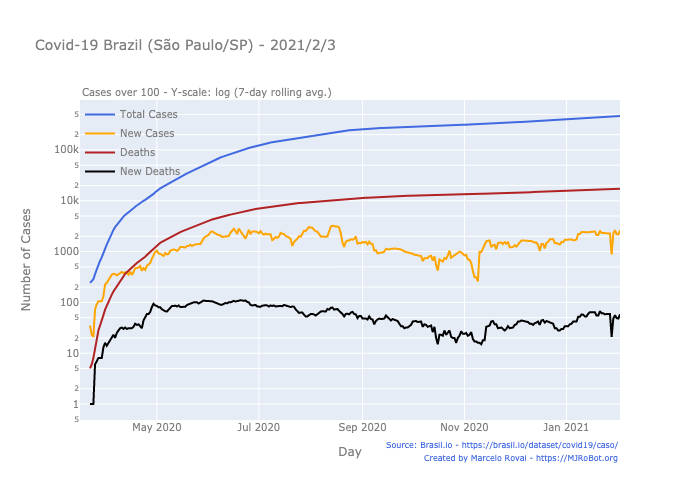 Covid-19 Brazil (São Paulo/SP) - 2021/2/3
Cases over 100 - Y-scale: log (7-day rolling avg.)
Total Cases
New Cases
Deaths
New Deaths
Number of Cases
5
100k
2
5
10k
2
5
1000
2
5
100
2
5
10
2
5
1
5
May 2020
Jul 2020
Sep 2020
Nov 2020
Jan 2021
Day
Source: Brasil.io - https://brasil.io/dataset/covid19/caso/
Created by Marcelo Rovai - https://MJRoBot.org